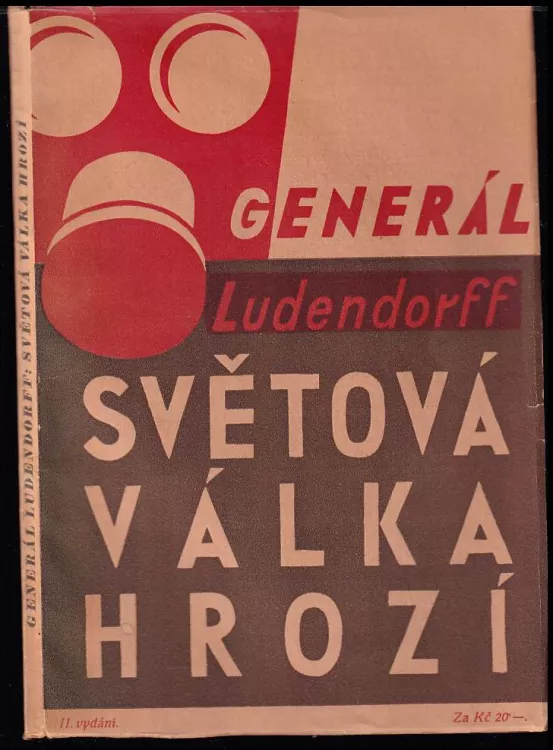 GENERÁL LUDENDORFF: SVĚTOVÁ VÁLKA HROZÍ
GENERÁL
Ludendorff
SVĚTOVÁ
VÁLKA
HROZÍ
II. vydání.
Za Kč 20·—.